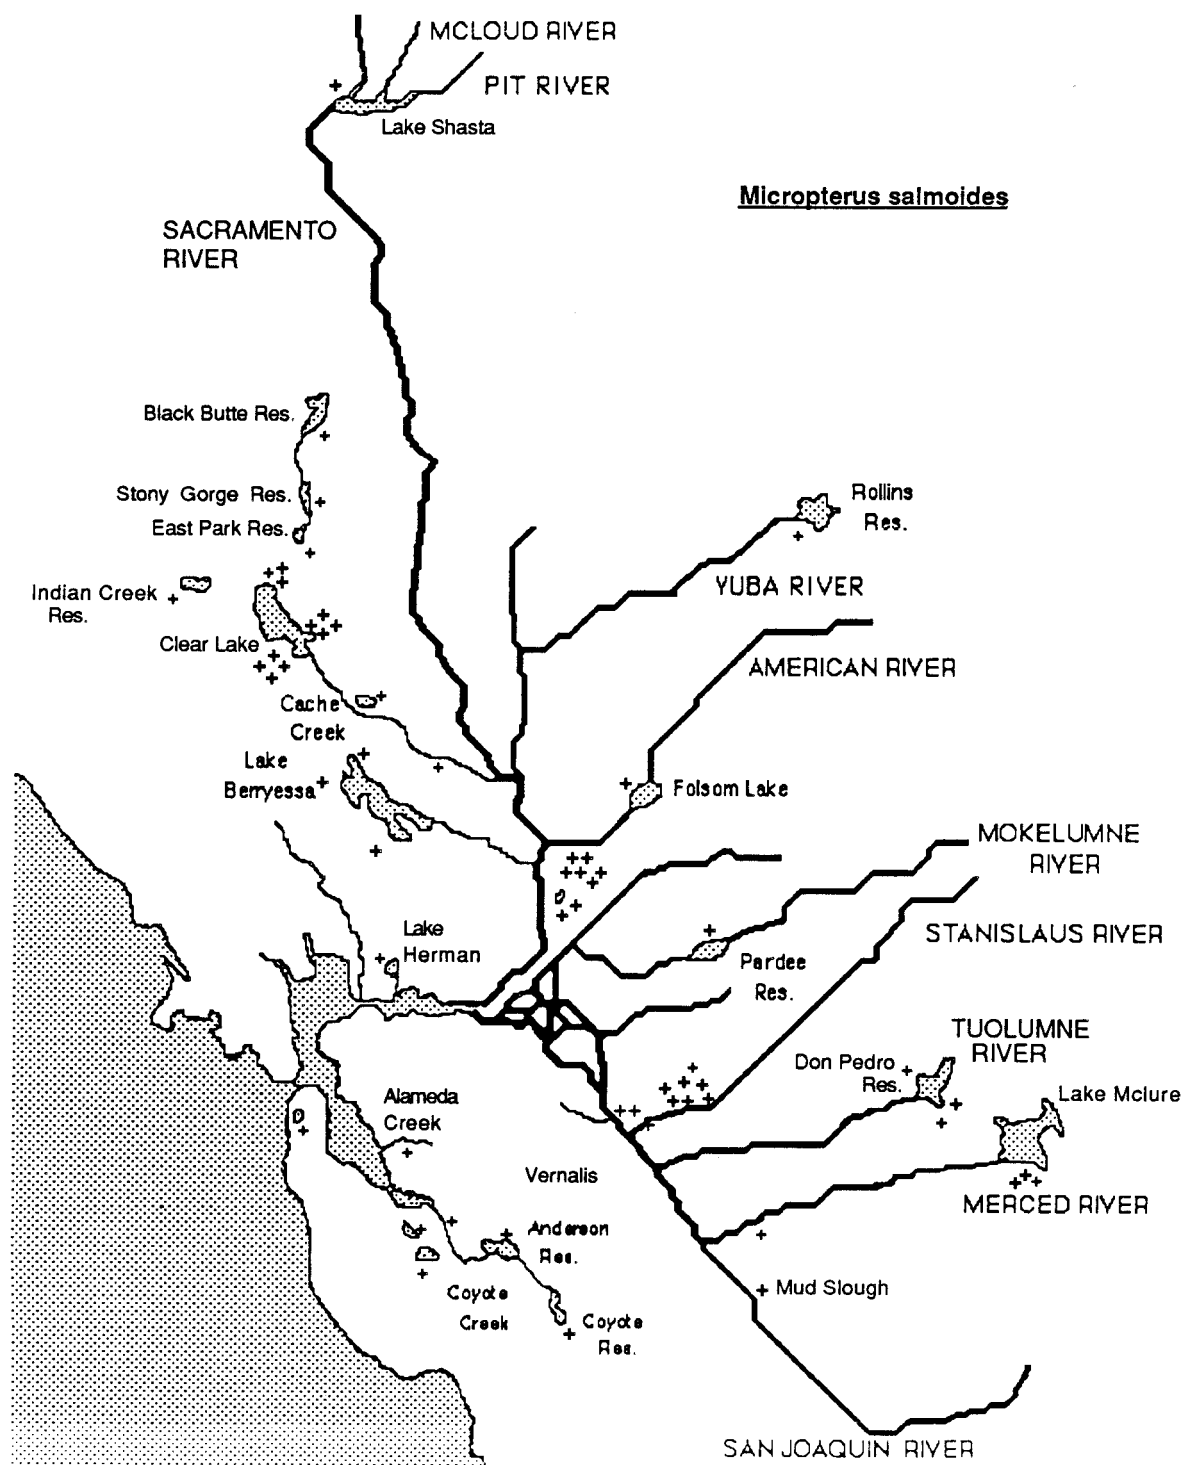 MCLOUD RIVER
PIT RIVER
Lake Shasta
Micropterus salmoides
SACRAMENTO
RIVER
Black Butte Res.
Stony Gorge Res.
East Park Res.
Rollins
Res.
Indian Creek
Res.
YUBA RIVER
Clear Lake
AMERICAN RIVER
Cache
Creek
Lake
Berryessa
Folsom Lake
MOKELUMNE
RIVER
Lake
Herman
STANISLAUS RIVER
Pardee
Res.
TUOLUMNE
RIVER
Don Pedro
Res.
Lake Mclure
Alameda
Creek
Vernalis
MERCED RIVER
Anderson
Res.
Mud Slough
Coyote
Creek
Coyote
Res.
SAN JOAQUIN RIVER